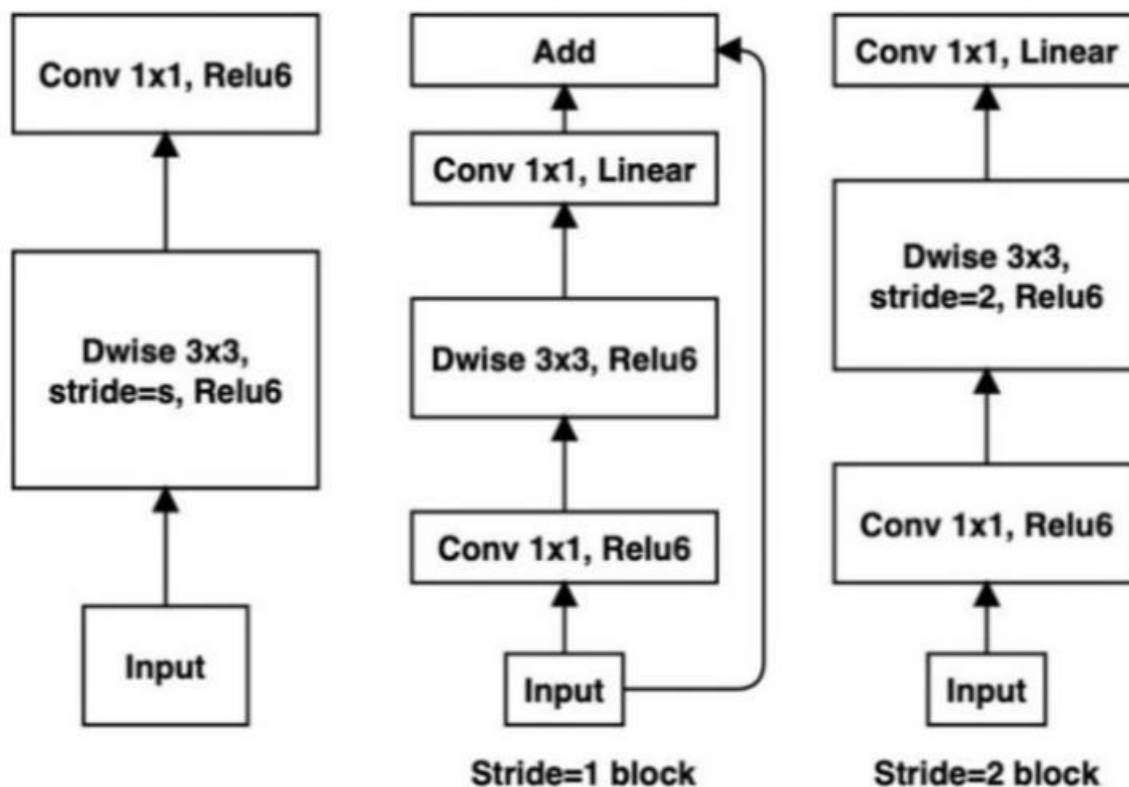 Conv 1x1, Relu6
Dwise 3x3,
stride=s, Relu6
Input
Add
Conv 1x1, Linear
Dwise 3x3, Relu6
Conv 1x1, Relu6
Input
Stride=1 block
Conv 1x1, Linear
Dwise 3x3,
stride=2, Relu6
Conv 1x1, Relu6
Input
Stride=2 block